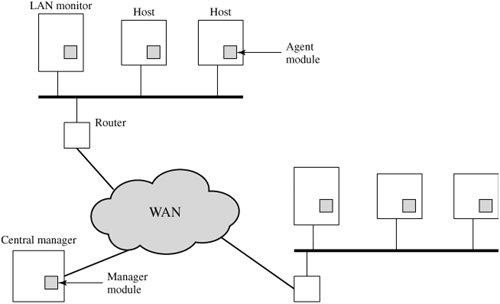 LAN monitor
Host
Host
Agent
module
Router
WAN
Central manager
Manager
module